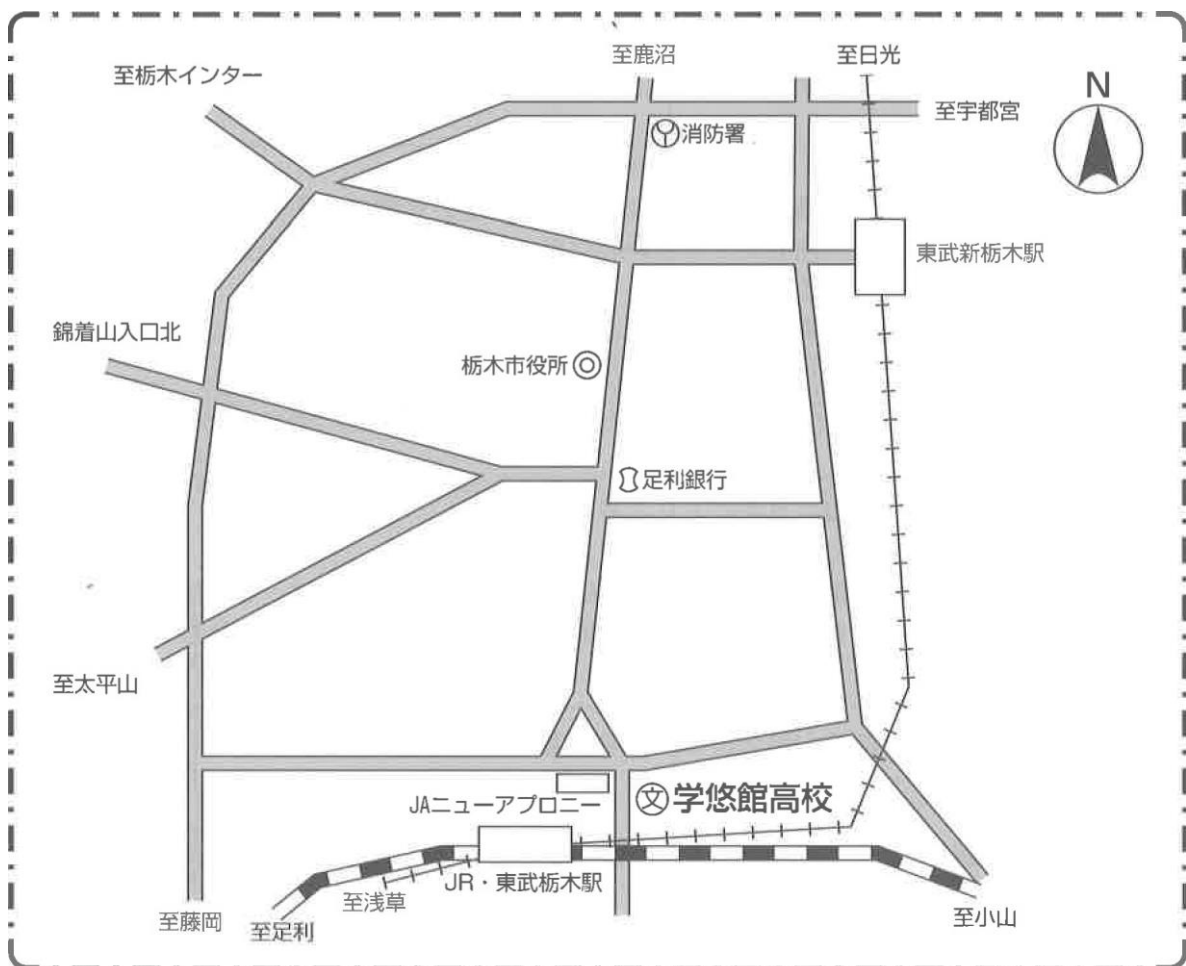 至鹿沼
至日光
至栃木インター
N
至宇都宮
消防署
東武新栃木駅
錦着山入口北
栃木市役所
足利銀行
至太平山
JAニューアプロニー
文
学悠館高校
JR・東武栃木駅
至浅草
至藤岡
至足利
至小山